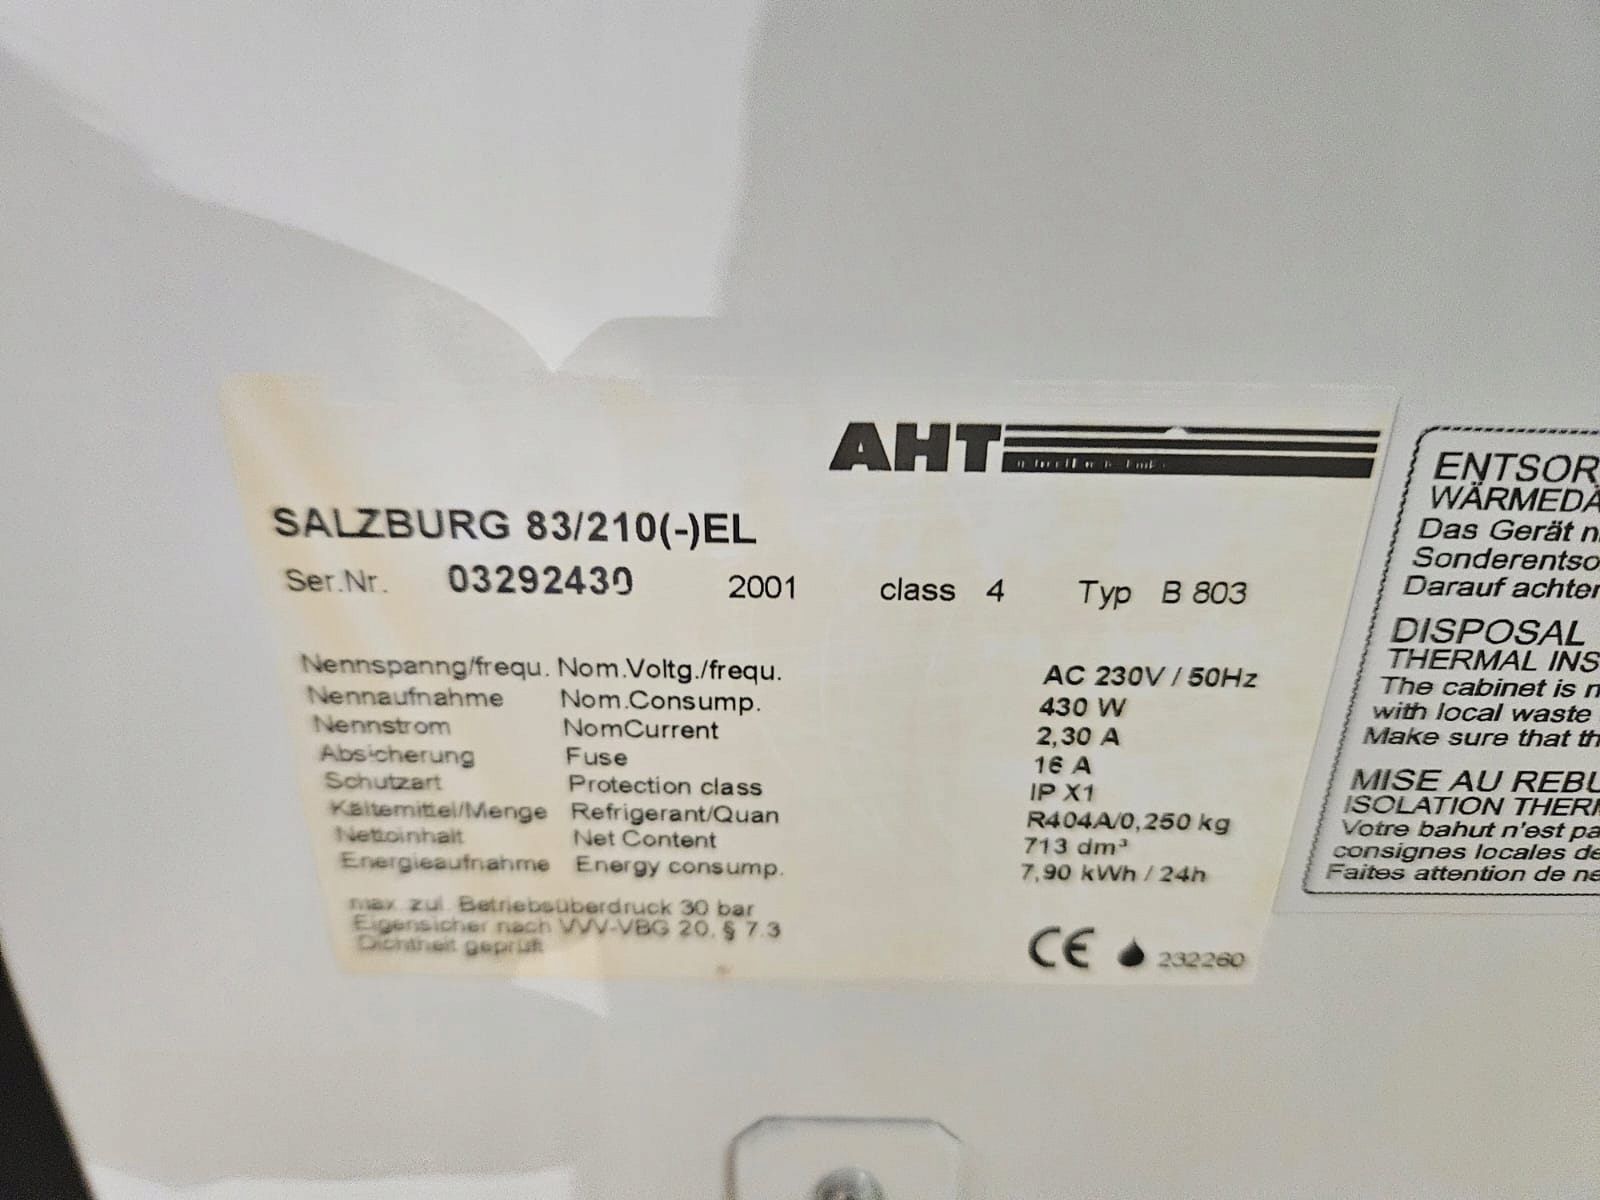 AHT
SALZBURG 83/210(-)EL
Ser.Nr. 03292430 2001 class 4 Typ B 803
Nennspanng/frequ. Nom.Voltg./frequ. AC 230V / 50Hz
Nennaufnahme Nom.Consump. 430 W
Nennstrom NomCurrent 2,30 A
Absicherung Fuse 16 A
Schutzart Protection class IP X1
Kältemittel/Menge Refrigerant/Quan R404A/0,250 kg
Nettoinhalt Net Content 713 dm³
Energieaufnahme Energy consump. 7,90 kWh / 24h
max. zul. Betriebsüberdruck 30 bar
Eigensicher nach VVV-VBG 20, § 7.3
Dichtheit geprüft
CE 232260
ENTSOR
WÄRMEDÄ
Das Gerät n
Sonderentso
Darauf achten
DISPOSAL
THERMAL INS
The cabinet is n
with local waste
Make sure that th
MISE AU REBU
ISOLATION THERM
Votre bahut n'est pa
consignes locales de
Faites attention de ne